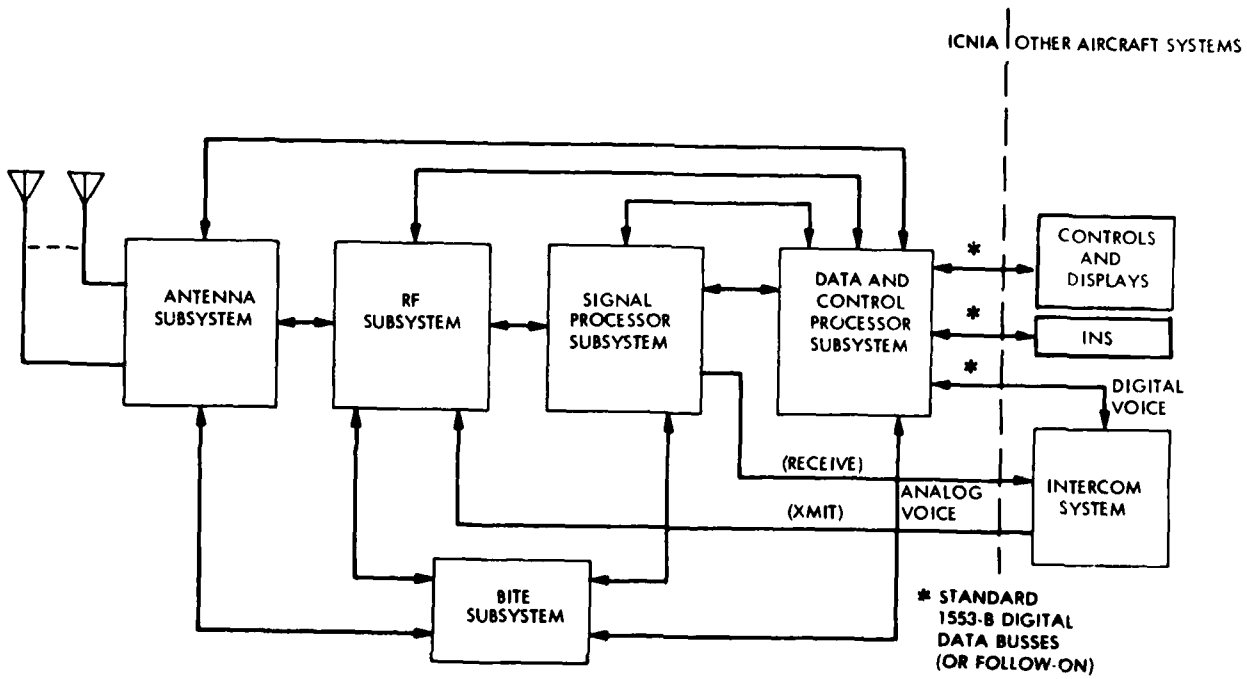 ICNIA
OTHER AIRCRAFT SYSTEMS
ANTENNA
SUBSYSTEM
RF
SUBSYSTEM
SIGNAL
PROCESSOR
SUBSYSTEM
DATA AND
CONTROL
PROCESSOR
SUBSYSTEM
*
CONTROLS
AND
DISPLAYS
*
INS
*
DIGITAL
VOICE
(RECEIVE)
ANALOG
VOICE
(XMIT)
INTERCOM
SYSTEM
BITE
SUBSYSTEM
* STANDARD
1553-B DIGITAL
DATA BUSSES
(OR FOLLOW-ON)